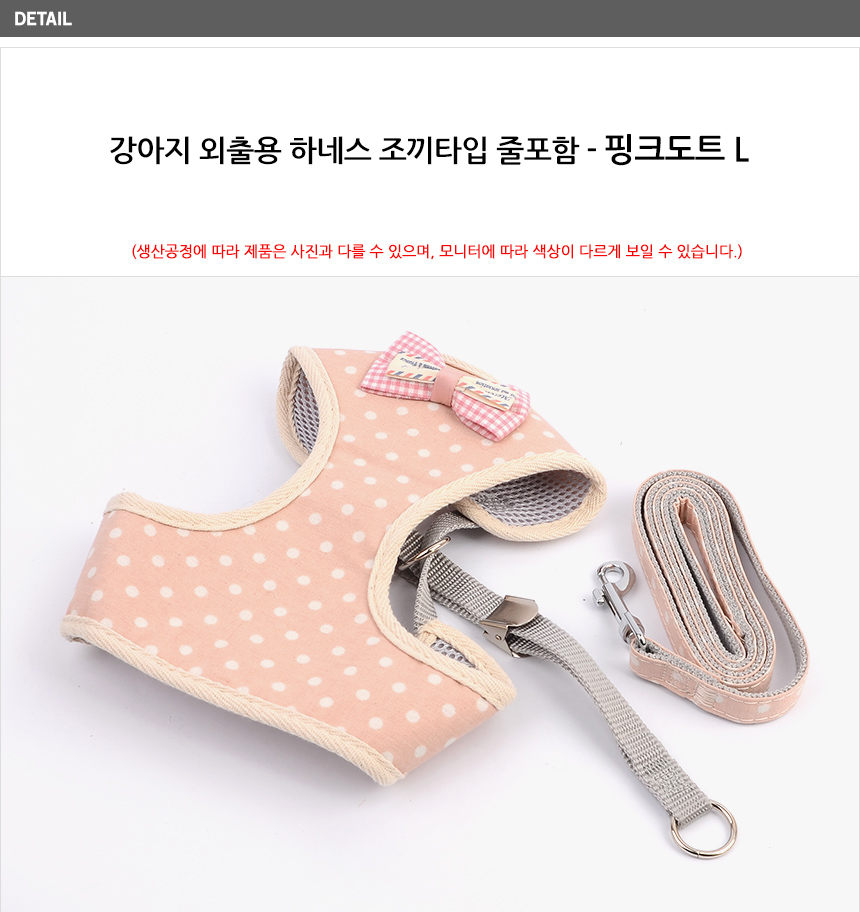 DETAIL
강아지 외출용 하네스 조끼타입 줄포함 - 핑크도트 L
(생산공정에 따라 제품은 사진과 다를 수 있으며, 모니터에 따라 색상이 다르게 보일 수 있습니다.)